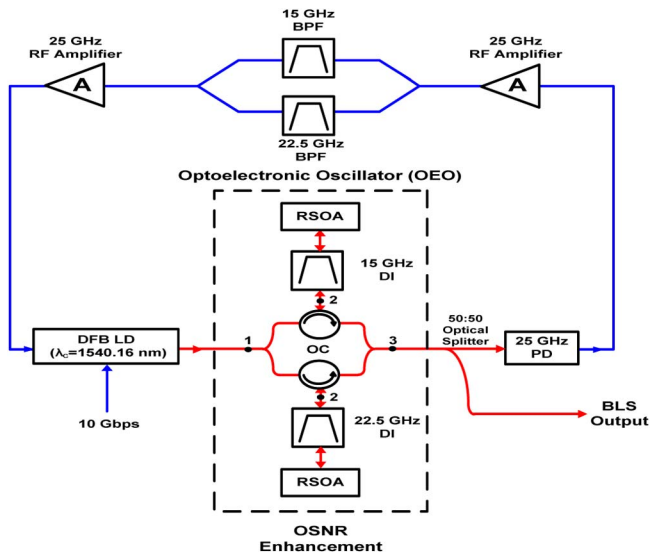 15 GHz
BPF
25 GHz
RF Amplifier
A
25 GHz
RF Amplifier
A
22.5 GHz
BPF
Optoelectronic Oscillator (OEO)
RSOA
15 GHz
DI
2
DFB LD
(λc=1540.16 nm)
1
OC
3
50:50
Optical
Splitter
25 GHz
PD
2
10 Gbps
22.5 GHz
DI
RSOA
BLS
Output
OSNR
Enhancement